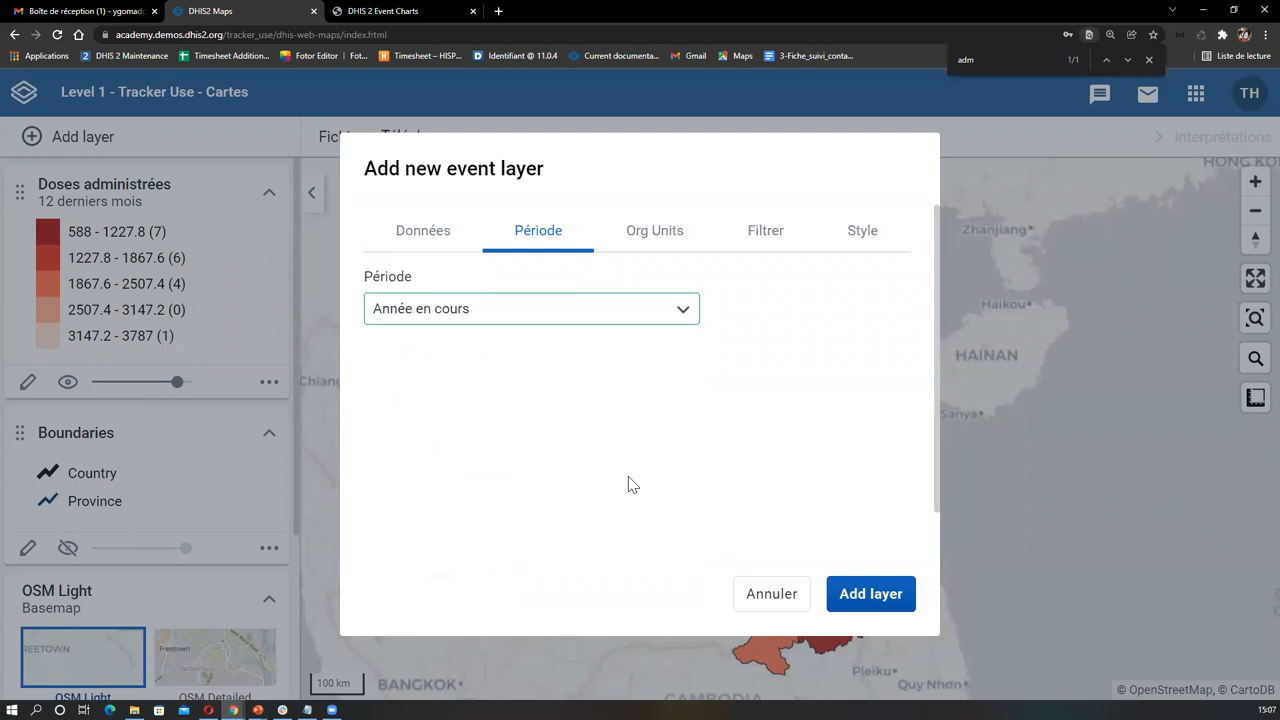 Boîte de réception (1) - ygomado
DHIS2 Maps
DHIS 2 Event Charts
academy.demos.dhis2.org/tracker_use/dhis-web-maps/index.html
Applications
DHIS 2 Maintenance
Timesheet Addition...
Fotor Editor | Fot...
Timesheet – HISP...
Identifiant @ 11.0.4
Current documenta...
Gmail
Maps
3-Fiche_suivi_conta...
Liste de lecture
adm
1/1
Level 1 - Tracker Use - Cartes
TH
Add layer
interprétations
Doses administrées
12 derniers mois
588 - 1227.8 (7)
1227.8 - 1867.6 (6)
1867.6 - 2507.4 (4)
2507.4 - 3147.2 (0)
3147.2 - 3787 (1)
Boundaries
Country
Province
OSM Light
Basemap
REETOWN
FREETOWN
OSM Light
OSM Detailed
Add new event layer
Données
Période
Org Units
Filtrer
Style
Période
Année en cours
Annuler
Add layer
HONG KO
Zhanjiang
Haikou
HAINAN
Sanya
Chiang
100 km
BANGKOK
CAMBODIA
Pleiku
Quy Nhơn
© OpenStreetMap, © CartoDB
15:07